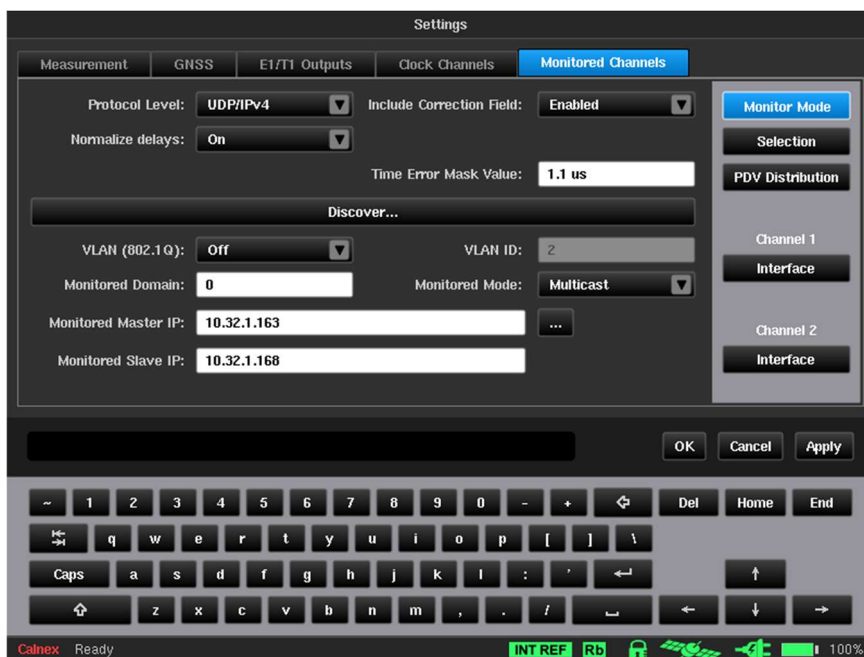 Settings
Measurement GNSS E1/T1 Outputs Clock Channels Monitored Channels
Protocol Level: UDP/IPv4 Include Correction Field: Enabled Monitor Mode
Normalize delays: On Selection
Time Error Mask Value: 1.1 us PDV Distribution
Discover...
VLAN (802.1Q): Off VLAN ID: 2 Channel 1
Monitored Domain: 0 Monitored Mode: Multicast Interface
Monitored Master IP: 10.32.1.163 ... Channel 2
Monitored Slave IP: 10.32.1.168 Interface
OK Cancel Apply
~ 1 2 3 4 5 6 7 8 9 0 - + Del Home End
q w e r t y u i o p [ ] \
Caps a s d f g h j k l : '
z x c v b n m , . /
Calnex Ready INT REF Rb 100%